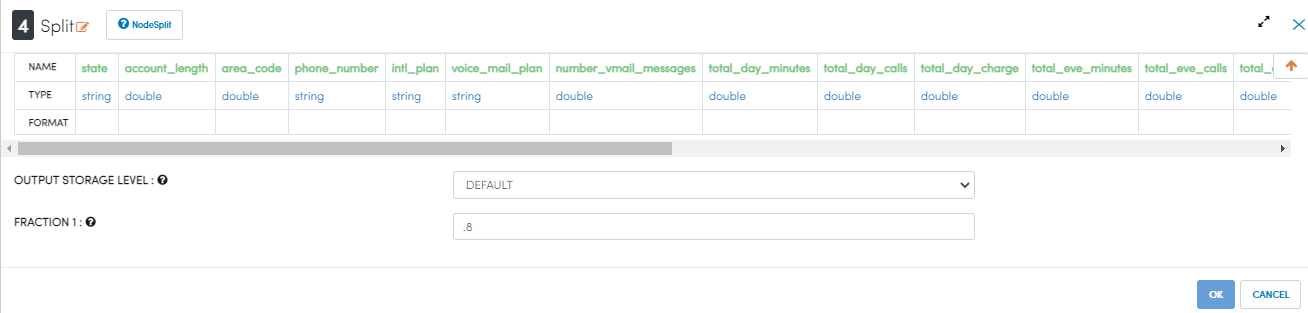 4 Split NodeSplit
NAME state account_length area_code phone_number intl_plan voice_mail_plan number_vmail_messages total_day_minutes total_day_calls total_day_charge total_eve_minutes total_eve_calls total_
TYPE string double double string string string double double double double double double double
FORMAT
OUTPUT STORAGE LEVEL : DEFAULT
FRACTION 1 : .8
OK CANCEL